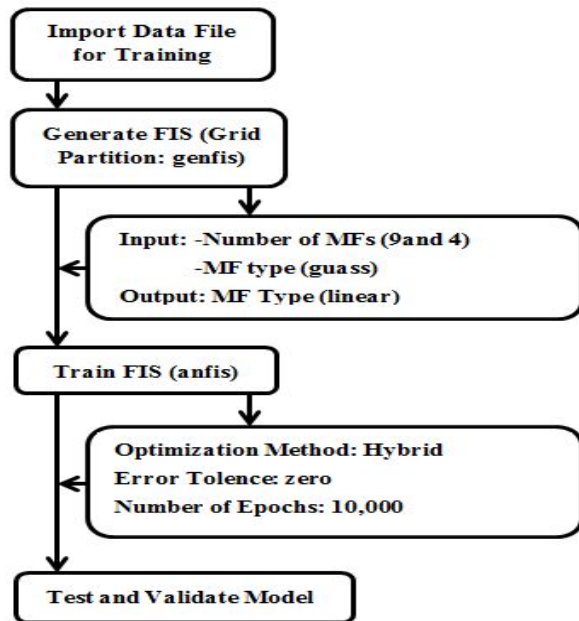 Import Data File
for Training
Generate FIS (Grid
Partition: genfis)
Input: -Number of MFs (9and 4)
-MF type (guass)
Output: MF Type (linear)
Train FIS (anfis)
Optimization Method: Hybrid
Error Tolence: zero
Number of Epochs: 10,000
Test and Validate Model